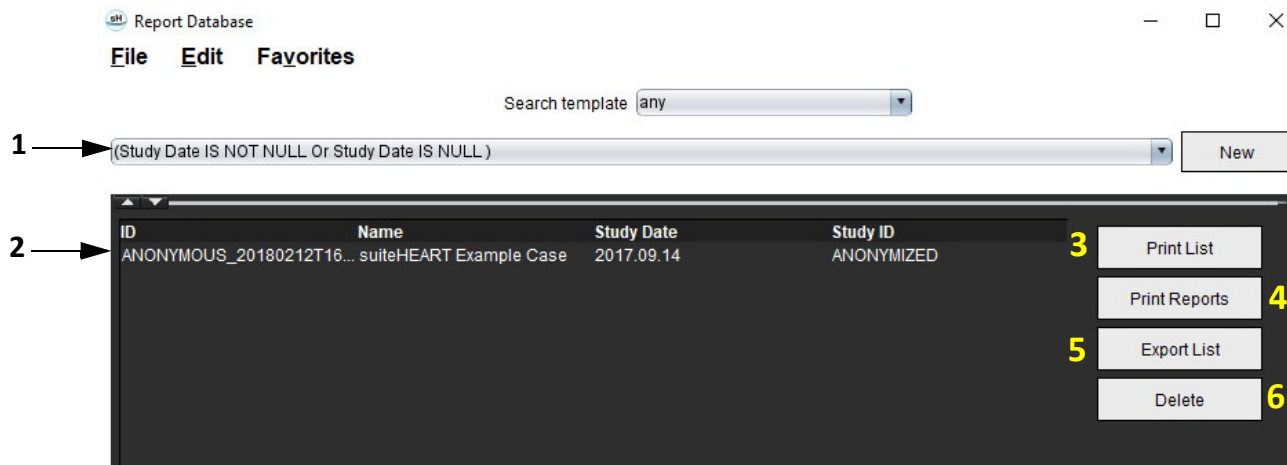 sH Report Database
File Edit Favorites
Search template any
1 (Study Date IS NOT NULL Or Study Date IS NULL ) New
ID Name Study Date Study ID
2 ANONYMOUS_20180212T16... suiteHEART Example Case 2017.09.14 ANONYMIZED
3 Print List
Print Reports 4
5 Export List
Delete 6